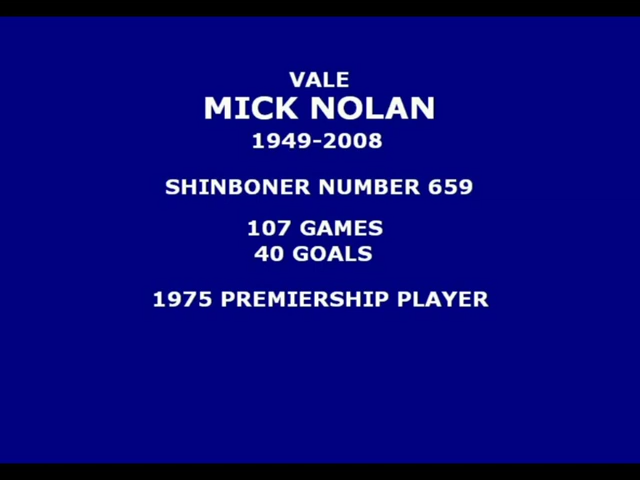 VALE
MICK NOLAN
1949-2008
SHINBONER NUMBER 659
107 GAMES
40 GOALS
1975 PREMIERSHIP PLAYER